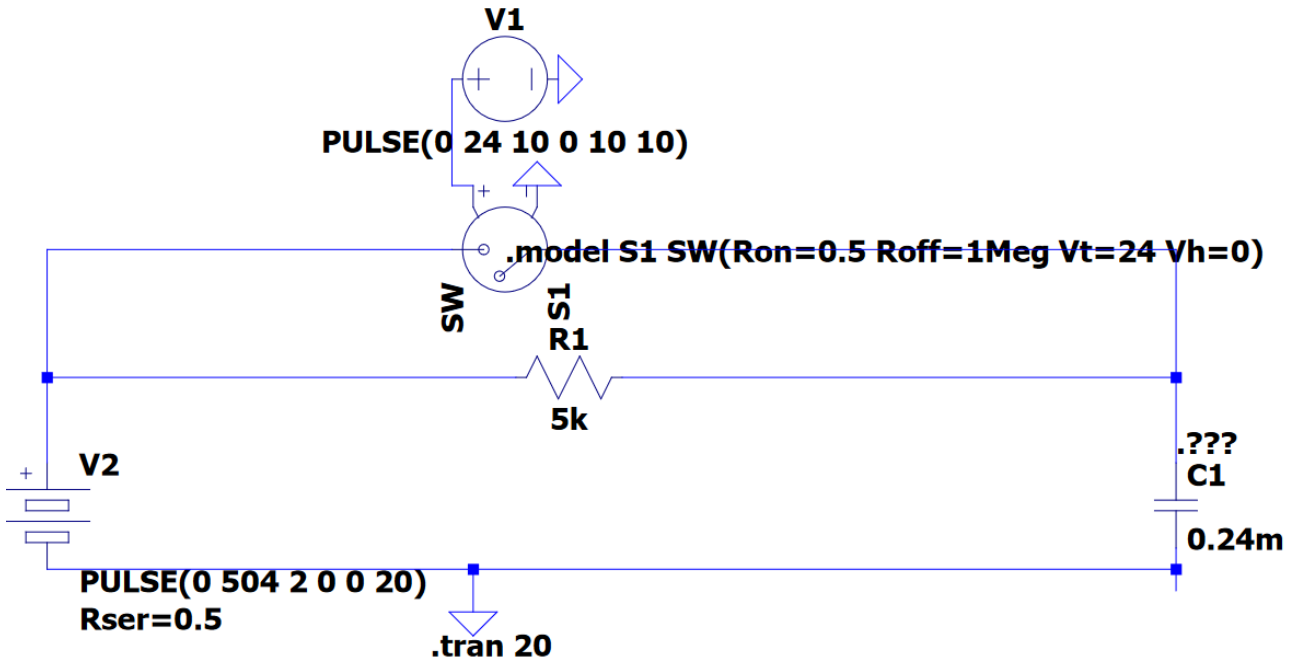 V1
PULSE(0 24 10 0 10 10)
.model S1 SW(Ron=0.5 Roff=1Meg Vt=24 Vh=0)
SW
S1
R1
5k
.???
V2
C1
0.24m
PULSE(0 504 2 0 0 20)
Rser=0.5
.tran 20